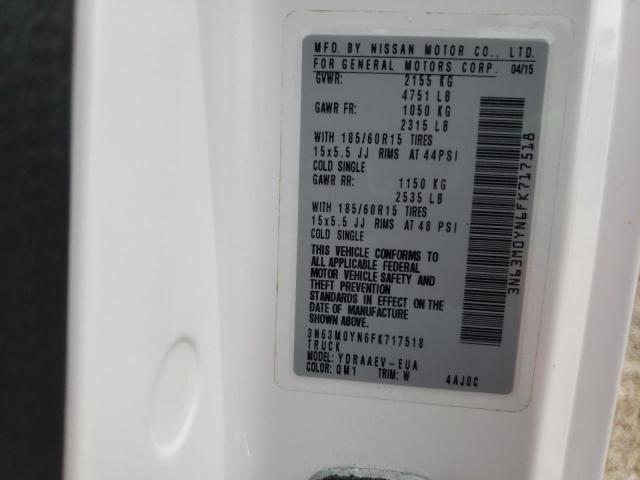 MFD. BY NISSAN MOTOR CO., LTD.
FOR GENERAL MOTORS CORP. 04/15
GVWR: 2155 KG
4751 LB
GAWR FR: 1050 KG
2315 LB
WITH 185/60R15 TIRES
15x5.5 JJ RIMS AT 44PSI
COLD SINGLE
GAWR RR: 1150 KG
2535 LB
WITH 185/60R15 TIRES
15x5.5 JJ RIMS AT 48 PSI
COLD SINGLE
THIS VEHICLE CONFORMS TO
ALL APPLICABLE FEDERAL
MOTOR VEHICLE SAFETY AND
THEFT PREVENTION
STANDARDS IN EFFECT ON THE
DATE OF MANUFACTURE
SHOWN ABOVE.
3N63M0YN6FK717518
TRUCK
MODEL: YDRAAEV-EUA
COLOR: QM1 TRIM: W 4AJ0C
3N63M0YN6FK717518